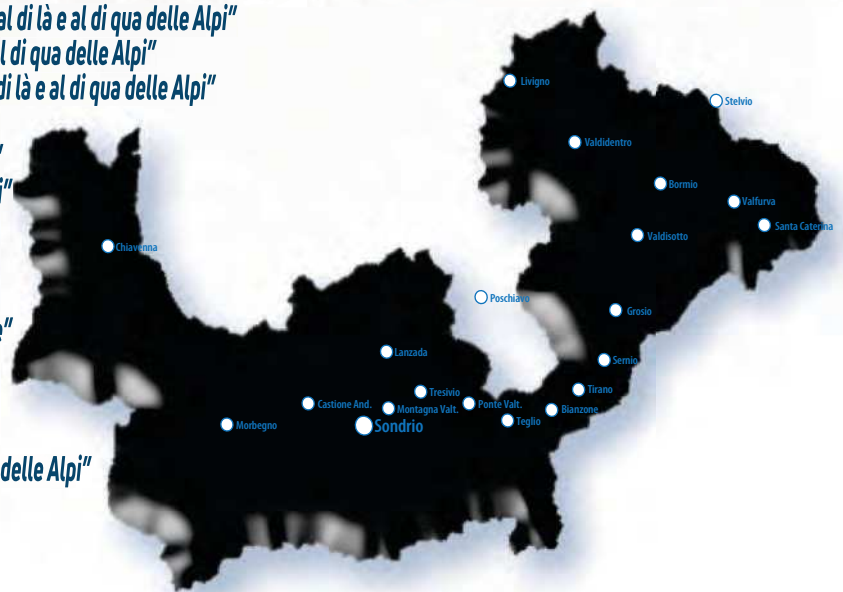 al di là e al di qua delle Alpi”
l di qua delle Alpi”
di là e al di qua delle Alpi”
”
i”
e”
delle Alpi”
Livigno
Stelvio
Valdidentro
Bormio
Valfurva
Santa Caterina
Valdisotto
Chiavenna
Poschiavo
Grosio
Lanzada
Sernio
Tresivio
Tirano
Castione And.
Montagna Valt.
Ponte Valt.
Bianzone
Morbegno
Sondrio
Teglio